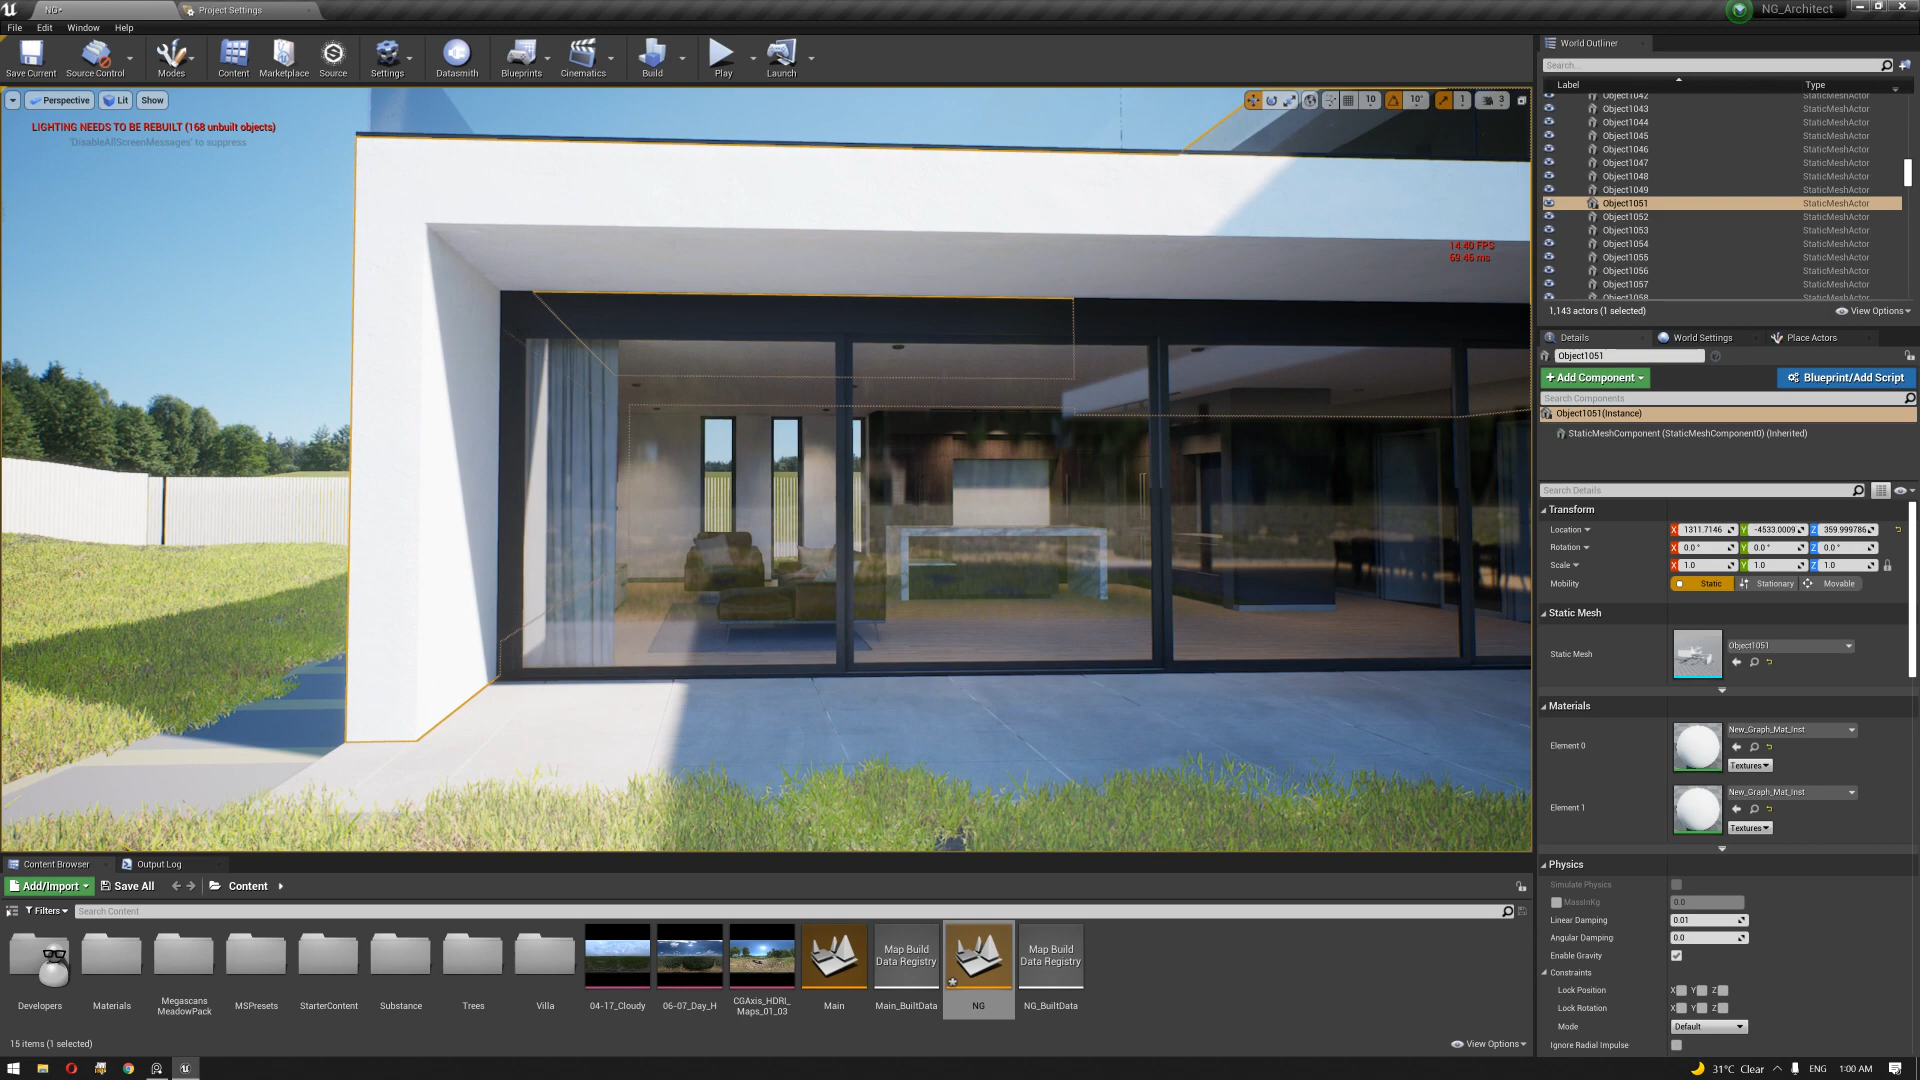 NG*
Project Settings
NG_Architect
File Edit Window Help
Save Current
Source Control
Modes
Content
Marketplace
Source
Settings
Datasmith
Blueprints
Cinematics
Build
Play
Launch
Perspective
Lit
Show
10
10°
1
3
LIGHTING NEEDS TO BE REBUILT (168 unbuilt objects)
'DisableAllScreenMessages' to suppress
14.40 FPS
69.46 ms
World Outliner
Search...
Label Type
Object1042 StaticMeshActor
Object1043 StaticMeshActor
Object1044 StaticMeshActor
Object1045 StaticMeshActor
Object1046 StaticMeshActor
Object1047 StaticMeshActor
Object1048 StaticMeshActor
Object1049 StaticMeshActor
Object1051 StaticMeshActor
Object1052 StaticMeshActor
Object1053 StaticMeshActor
Object1054 StaticMeshActor
Object1055 StaticMeshActor
Object1056 StaticMeshActor
Object1057 StaticMeshActor
Object1058 StaticMeshActor
1,143 actors (1 selected)
View Options
Details
World Settings
Place Actors
Object1051
+Add Component
Blueprint/Add Script
Search Components
Object1051(Instance)
StaticMeshComponent (StaticMeshComponent0) (Inherited)
Search Details
Transform
Location X 1311.7146 Y -4533.0009 Z 359.999786
Rotation X 0.0° Y 0.0° Z 0.0°
Scale X 1.0 Y 1.0 Z 1.0
Mobility Static Stationary Movable
Static Mesh
Static Mesh
Object1051
Materials
Element 0
New_Graph_Mat_Inst
Textures
Element 1
New_Graph_Mat_Inst
Textures
Physics
Simulate Physics
MassInKg 0.0
Linear Damping 0.01
Angular Damping 0.0
Enable Gravity
Constraints
Lock Position X Y Z
Lock Rotation X Y Z
Mode Default
Ignore Radial Impulse
Content Browser
Output Log
Add/Import
Save All
Content
Filters
Search Content
Developers
Materials
Megascans
MeadowPack
MSPresets
StarterContent
Substance
Trees
Villa
04-17_Cloudy
06-07_Day_H
CGAxis_HDRI_
Maps_01_03
Main
Map Build
Data Registry
Main_BuiltData
NG
Map Build
Data Registry
NG_BuiltData
15 items (1 selected)
View Options
31°C Clear
ENG
1:00 AM